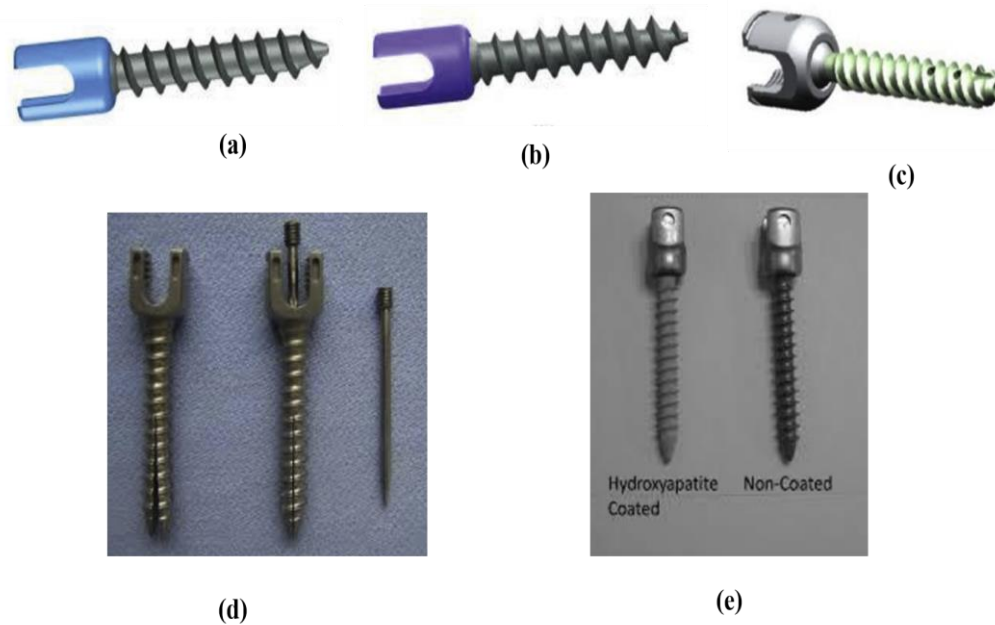 (a)
(b)
(c)
Hydroxyapatite Non-Coated
Coated
(d)
(e)